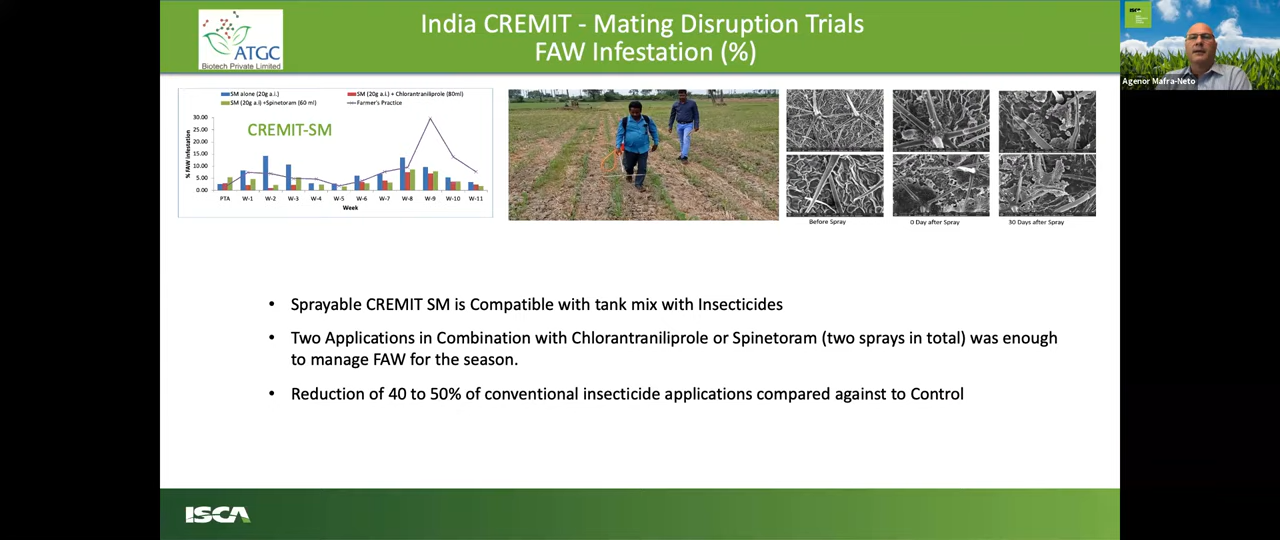 India CREMIT - Mating Disruption Trials
FAW Infestation (%)
ATGC
Biotech Private Limited
ISCA
Agenor Mafra-Neto
SM alone (20g a.i.)
SM (20g a.i.) + Chlorantraniliprole (80ml)
SM (20g a.i) +Spinetoram (60 ml)
Farmer's Practice
CREMIT-SM
% FAW infestation
30.00
25.00
20.00
15.00
10.00
5.00
0.00
PTA W-1 W-2 W-3 W-4 W-5 W-6 W-7 W-8 W-9 W-10 W-11
Week
Before Spray
0 Day after Spray
30 Days after Spray
• Sprayable CREMIT SM is Compatible with tank mix with Insecticides
• Two Applications in Combination with Chlorantraniliprole or Spinetoram (two sprays in total) was enough
to manage FAW for the season.
• Reduction of 40 to 50% of conventional insecticide applications compared against to Control
ISCA